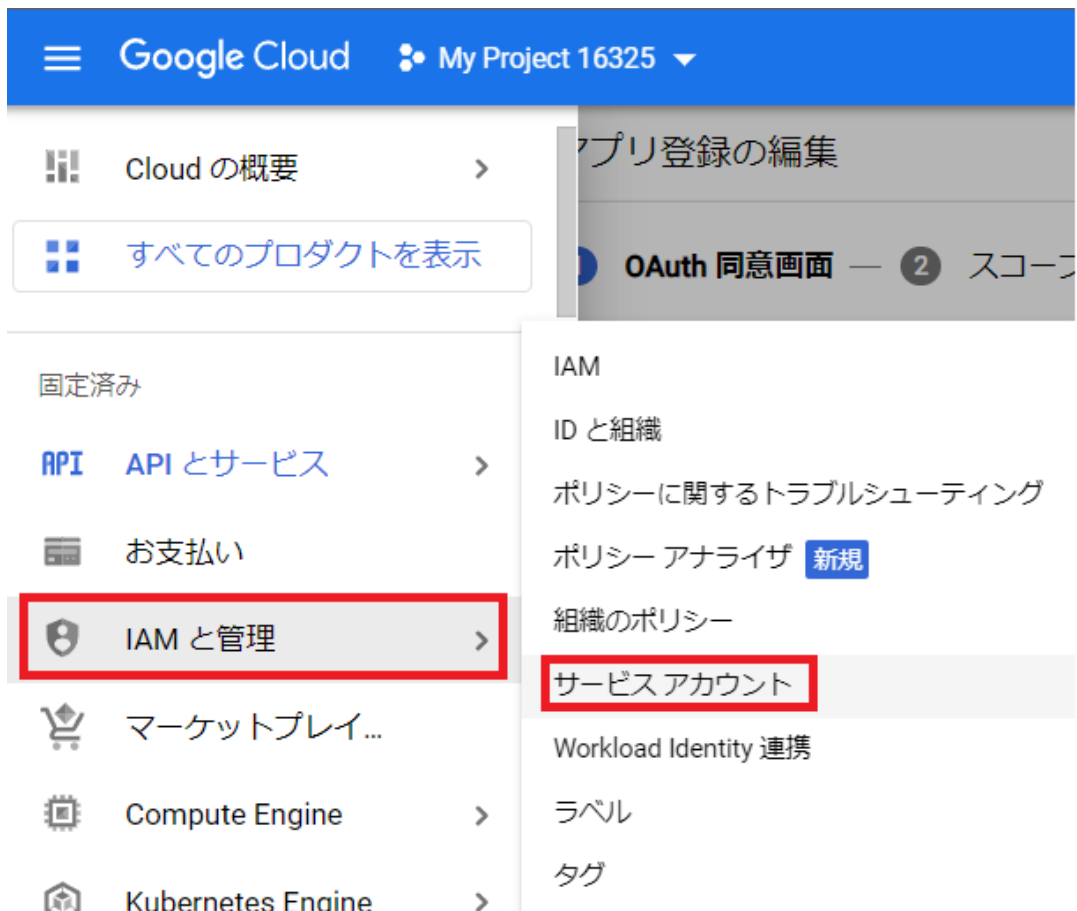 Google Cloud My Project 16325
Cloud の概要
すべてのプロダクトを表示
固定済み
API API とサービス
お支払い
IAM と管理
マーケットプレイ...
Compute Engine
Kubernetes Engine
アプリ登録の編集
1 OAuth 同意画面 — 2 スコープ
IAM
ID と組織
ポリシーに関するトラブルシューティング
ポリシー アナライザ 新規
組織のポリシー
サービス アカウント
Workload Identity 連携
ラベル
タグ